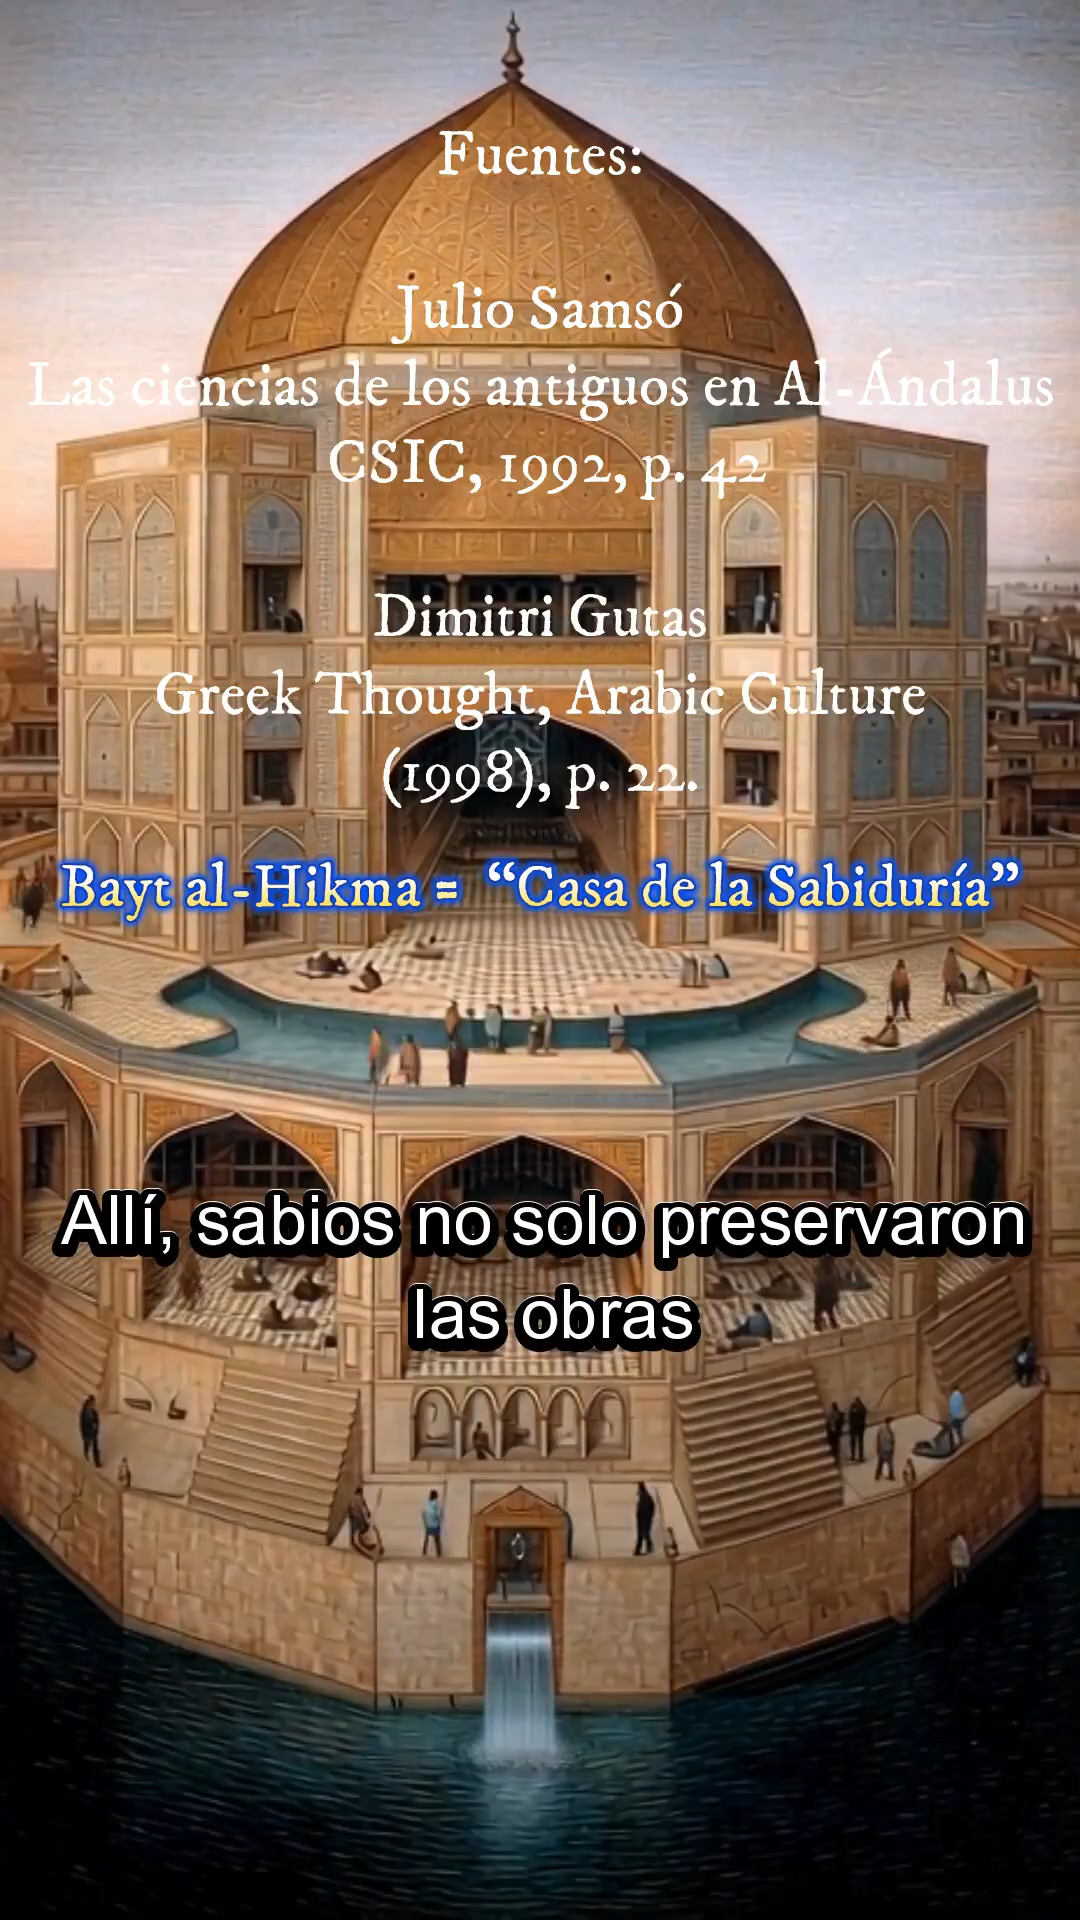 Fuentes:
Julio Samsó
Las ciencias de los antiguos en Al-Ándalus
CSIC, 1992, p. 42
Dimitri Gutas
Greek Thought, Arabic Culture
(1998), p. 22.
Bayt al-Hikma = “Casa de la Sabiduría”
Allí, sabios no solo preservaron
las obras